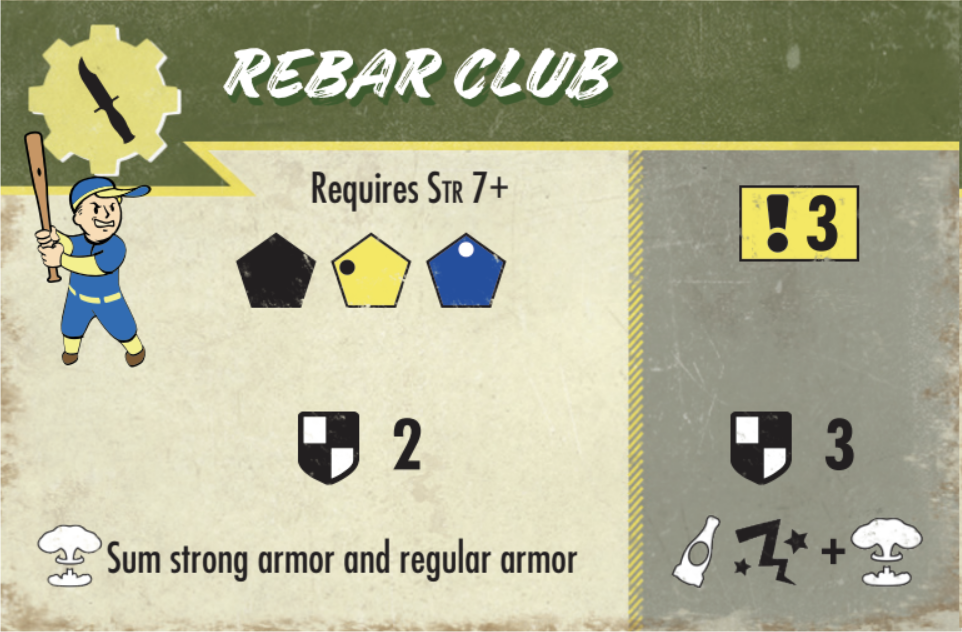 REBAR CLUB
Requires STR 7+
! 3
2
3
Sum strong armor and regular armor
+